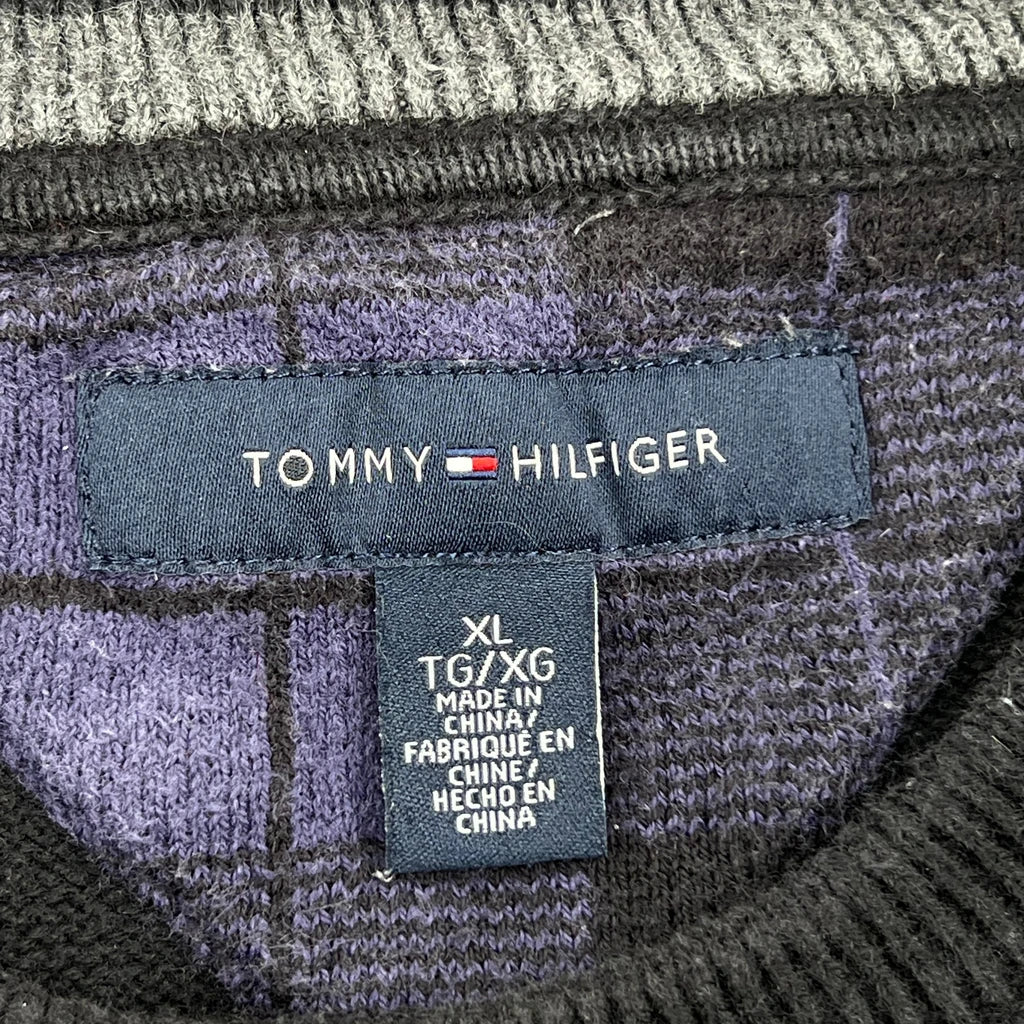 TOMMY HILFIGER
XL
TG/XG
MADE IN
CHINA/
FABRIQUÉ EN
CHINE/
HECHO EN
CHINA